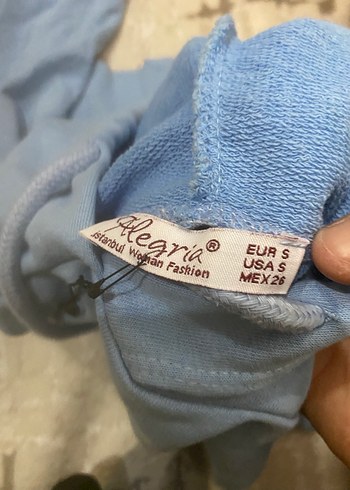 Alegria®
Istanbul Woman Fashion
EUR S
USA S
MEX 26